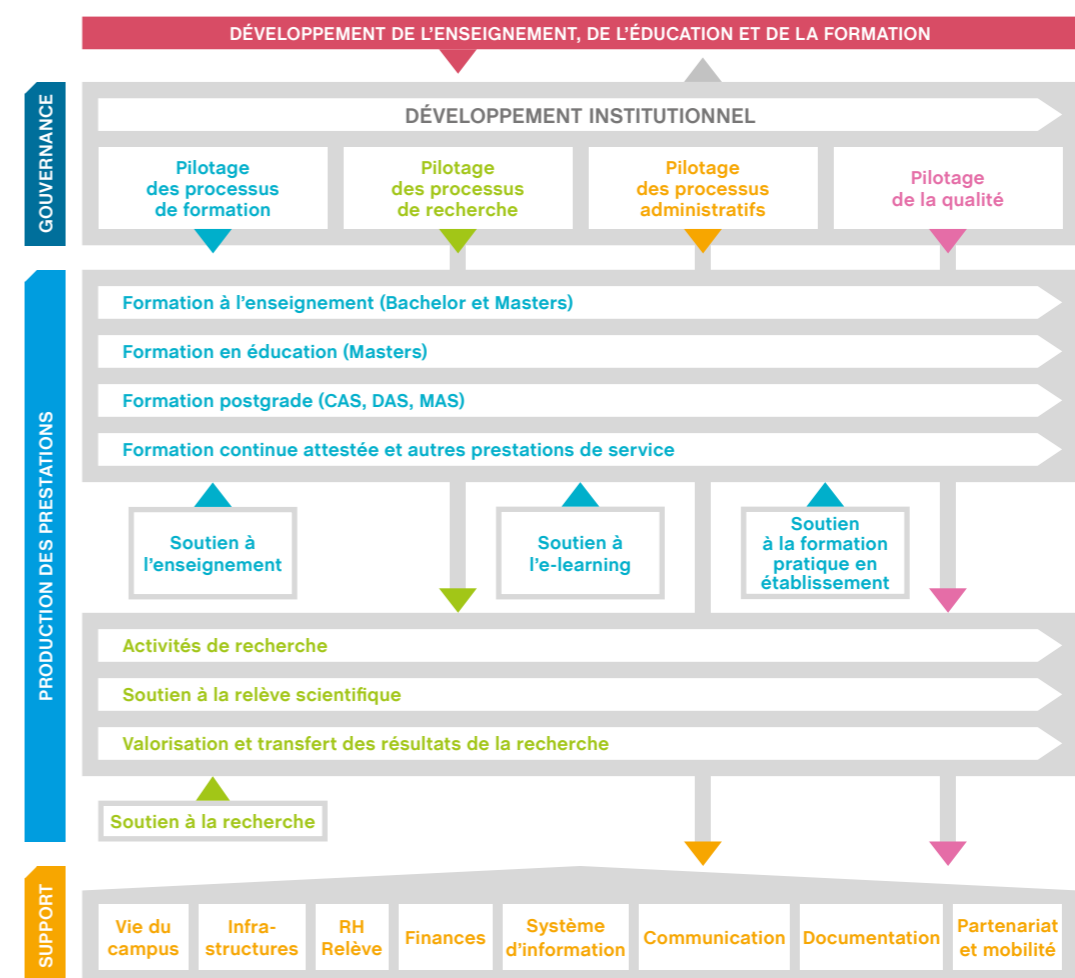 DÉVELOPPEMENT DE L'ENSEIGNEMENT, DE L'ÉDUCATION ET DE LA FORMATION
GOUVERNANCE
DÉVELOPPEMENT INSTITUTIONNEL
Pilotage
des processus
de formation
Pilotage
des processus
de recherche
Pilotage
des processus
administratifs
Pilotage
de la qualité
PRODUCTION DES PRESTATIONS
Formation à l'enseignement (Bachelor et Masters)
Formation en éducation (Masters)
Formation postgrade (CAS, DAS, MAS)
Formation continue attestée et autres prestations de service
Soutien à
l'enseignement
Soutien à
l'e-learning
Soutien
à la formation
pratique en
établissement
Activités de recherche
Soutien à la relève scientifique
Valorisation et transfert des résultats de la recherche
Soutien à la recherche
SUPPORT
Vie du
campus
Infra-
structures
RH
Relève
Finances
Système
d'information
Communication
Documentation
Partenariat
et mobilité